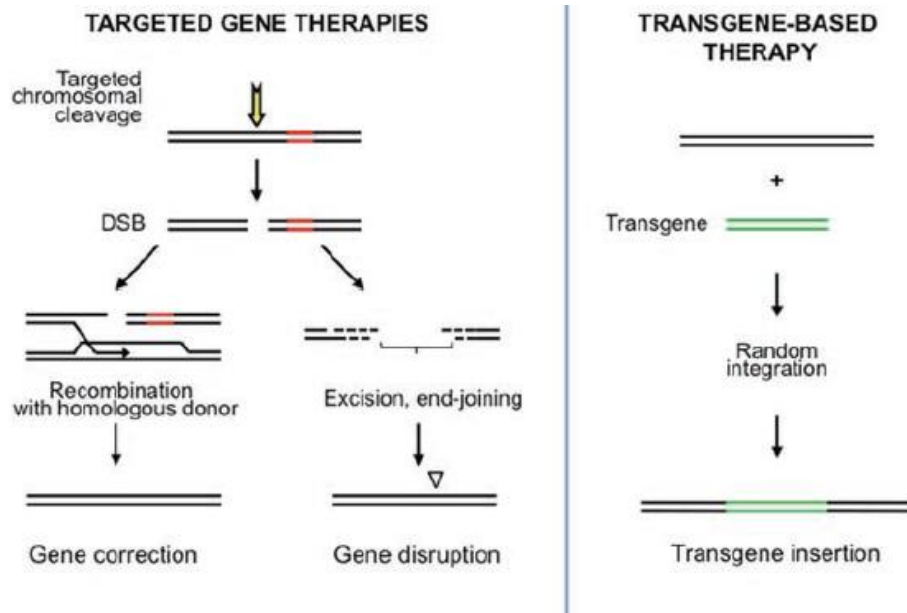 TARGETED GENE THERAPIES
Targeted
chromosomal
cleavage
DSB
Recombination
with homologous donor
Excision, end-joining
Gene correction
Gene disruption
TRANSGENE-BASED
THERAPY
+
Transgene
Random
integration
Transgene insertion